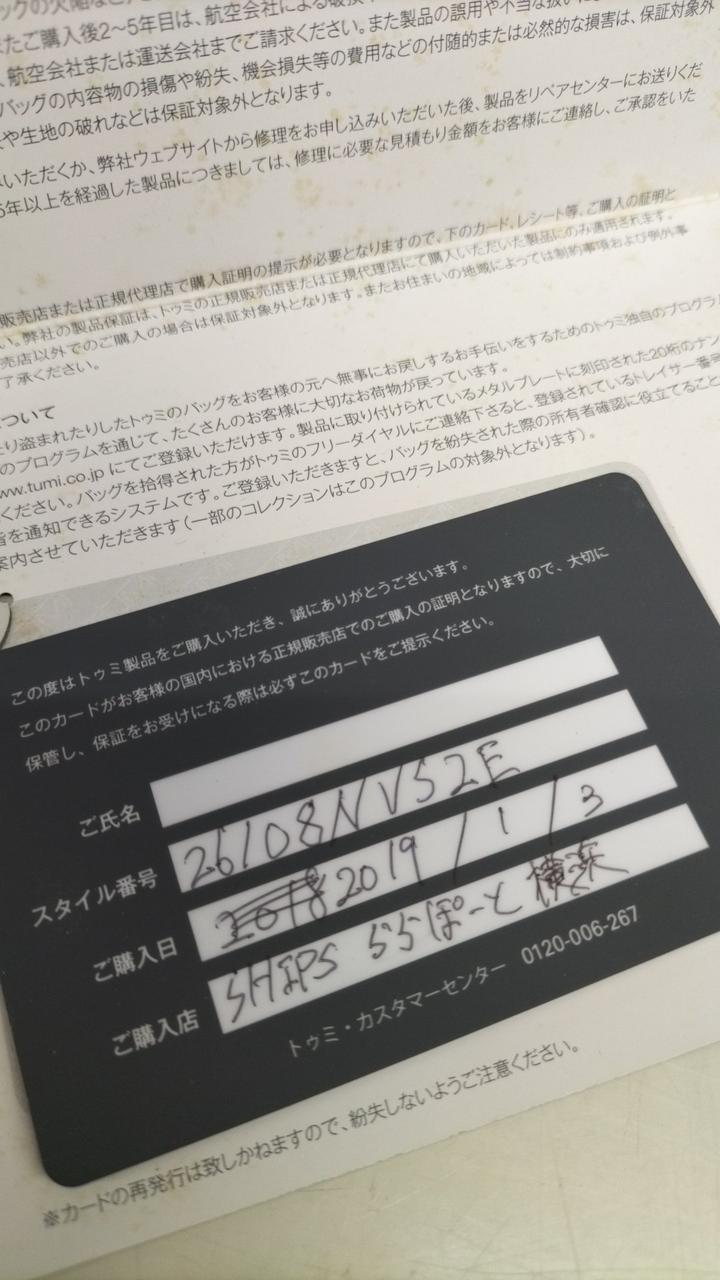 ックの欠陥など
たご購入後2〜5年目は、航空会社による破損
、航空会社または運送会社までご請求ください。また製品の誤用や不当な扱い
バッグの内容物の損傷や紛失、機会損失等の費用などの付随的または必然的な損害は、保証対象外
や生地の破れなどは保証対象外となります。
いただくか、弊社ウェブサイトから修理をお申し込みいただいた後、製品をリペアセンターにお送りくだ
5年以上を経過した製品につきましては、修理に必要な見積もり金額をお客様にご連絡し、ご承認をいた
販売店または正規代理店で購入証明の提示が必要となりますので、下のカード、レシート等、ご購入の証明と
い。弊社の製品保証は、トゥミの正規販売店または正規代理店にて購入いただいた製品にのみ適用されます。
売店以外でのご購入の場合は保証対象外となります。またお住まいの地域によっては制約事項および例外事
了承ください。
について
たり盗まれたりしたトゥミのバッグをお客様の元へ無事にお戻しするお手伝いをするためのトゥミ独自のプログラ
のプログラムを通じて、たくさんのお客様に大切なお荷物が戻っています。
ください。製品に取り付けられているメタルプレートに刻印された20桁のナン
ww.tumi.co.jp にてご登録いただけます。
ください。バッグを拾得された方がトゥミのフリーダイヤルにご連絡下さると、登録されているトレイサー番号
皆を通知できるシステムです。ご登録いただきますと、バッグを紛失された際の所有者確認に役立てること
案内させていただきます(一部のコレクションはこのプログラムの対象外となります)。
この度はトゥミ製品をご購入いただき、誠にありがとうございます。
このカードがお客様の国内における正規販売店でのご購入の証明となりますので、大切に
保管し、保証をお受けになる際は必ずこのカードをご提示ください。
ご氏名
スタイル番号 26108NVS2E
ご購入日 2018 2019 / 1 / 3
ご購入店 SHIPS ららぽーと 横浜
トゥミ・カスタマーセンター 0120-006-267
※カードの再発行は致しかねますので、紛失しないようご注意ください。